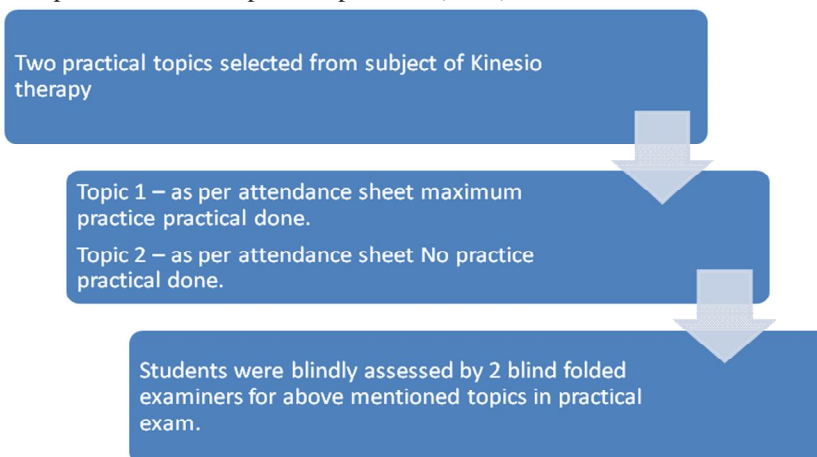 Two practical topics selected from subject of Kinesio
therapy
Topic 1 – as per attendance sheet maximum
practice practical done.
Topic 2 – as per attendance sheet No practice
practical done.
Students were blindly assessed by 2 blind folded
examiners for above mentioned topics in practical
exam.